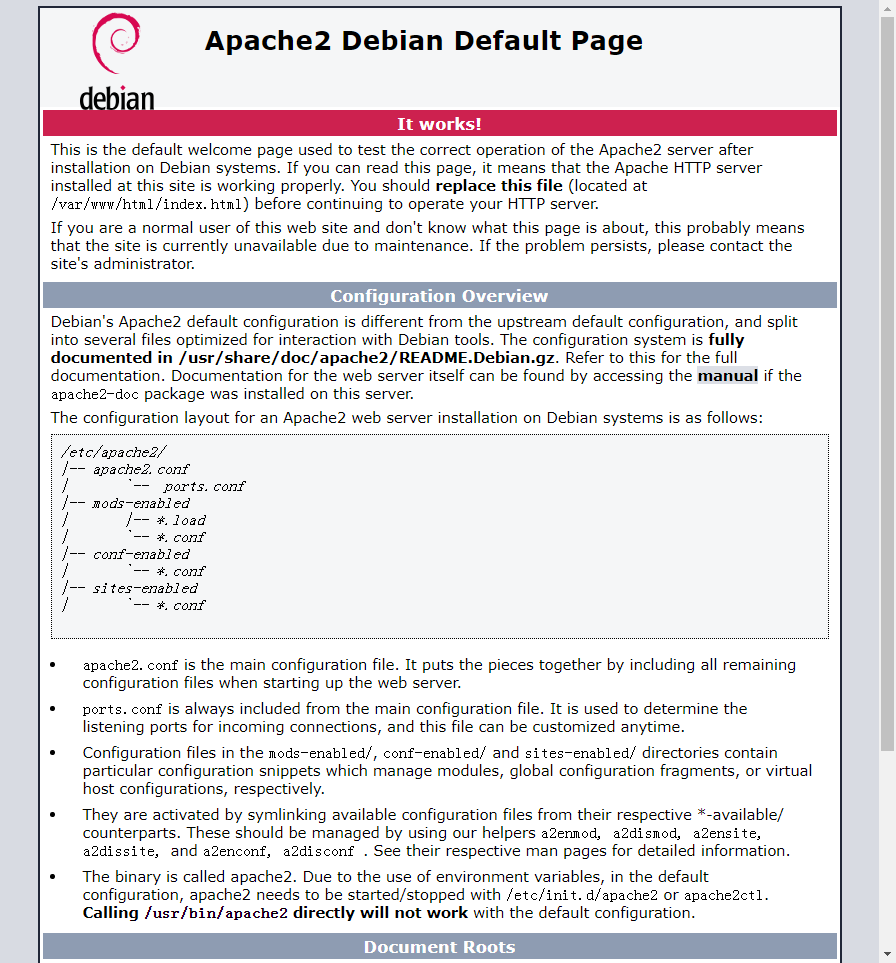 debian
Apache2 Debian Default Page
It works!
This is the default welcome page used to test the correct operation of the Apache2 server after
installation on Debian systems. If you can read this page, it means that the Apache HTTP server
installed at this site is working properly. You should replace this file (located at
/var/www/html/index.html) before continuing to operate your HTTP server.
If you are a normal user of this web site and don't know what this page is about, this probably means
that the site is currently unavailable due to maintenance. If the problem persists, please contact the
site's administrator.
Configuration Overview
Debian's Apache2 default configuration is different from the upstream default configuration, and split
into several files optimized for interaction with Debian tools. The configuration system is fully
documented in /usr/share/doc/apache2/README.Debian.gz. Refer to this for the full
documentation. Documentation for the web server itself can be found by accessing the manual if the
apache2-doc package was installed on this server.
The configuration layout for an Apache2 web server installation on Debian systems is as follows:
/etc/apache2/
|-- apache2.conf
|       `--  ports.conf
|-- mods-enabled
|       |-- *.load
|       `-- *.conf
|-- conf-enabled
|       `-- *.conf
|-- sites-enabled
|       `-- *.conf
• apache2.conf is the main configuration file. It puts the pieces together by including all remaining
configuration files when starting up the web server.
• ports.conf is always included from the main configuration file. It is used to determine the
listening ports for incoming connections, and this file can be customized anytime.
• Configuration files in the mods-enabled/, conf-enabled/ and sites-enabled/ directories contain
particular configuration snippets which manage modules, global configuration fragments, or virtual
host configurations, respectively.
• They are activated by symlinking available configuration files from their respective *-available/
counterparts. These should be managed by using our helpers a2enmod, a2dismod, a2ensite,
a2dissite, and a2enconf, a2disconf . See their respective man pages for detailed information.
• The binary is called apache2. Due to the use of environment variables, in the default
configuration, apache2 needs to be started/stopped with /etc/init.d/apache2 or apache2ctl.
Calling /usr/bin/apache2 directly will not work with the default configuration.
Document Roots